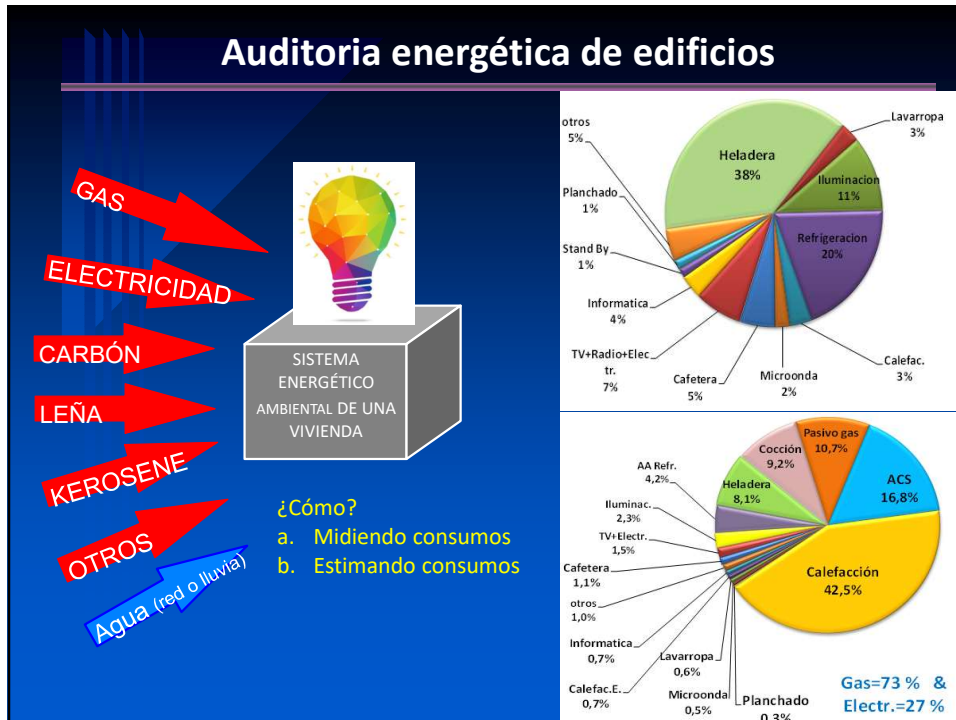 Auditoria energética de edificios
GAS
ELECTRICIDAD
CARBÓN
LEÑA
KEROSENE
OTROS
Agua (red o lluvia)
SISTEMA
ENERGÉTICO
AMBIENTAL DE UNA
VIVIENDA
¿Cómo?
a. Midiendo consumos
b. Estimando consumos
otros
5%
Planchado
1%
Stand By
1%
Informatica
4%
TV+Radio+Elec
tr.
7%
Cafetera
5%
Microonda
2%
Calefac.
3%
Refrigeracion
20%
Iluminacion
11%
Lavarropa
3%
Heladera
38%
AA Refr.
4,2%
Iluminac.
2,3%
TV+Electr.
1,5%
Cafetera
1,1%
otros
1,0%
Informatica
0,7%
Calefac.E.
0,7%
Lavarropa
0,6%
Microonda
0,5%
Planchado
0,3%
Heladera
8,1%
Cocción
9,2%
Pasivo gas
10,7%
ACS
16,8%
Calefacción
42,5%
Gas=73 % &
Electr.=27 %